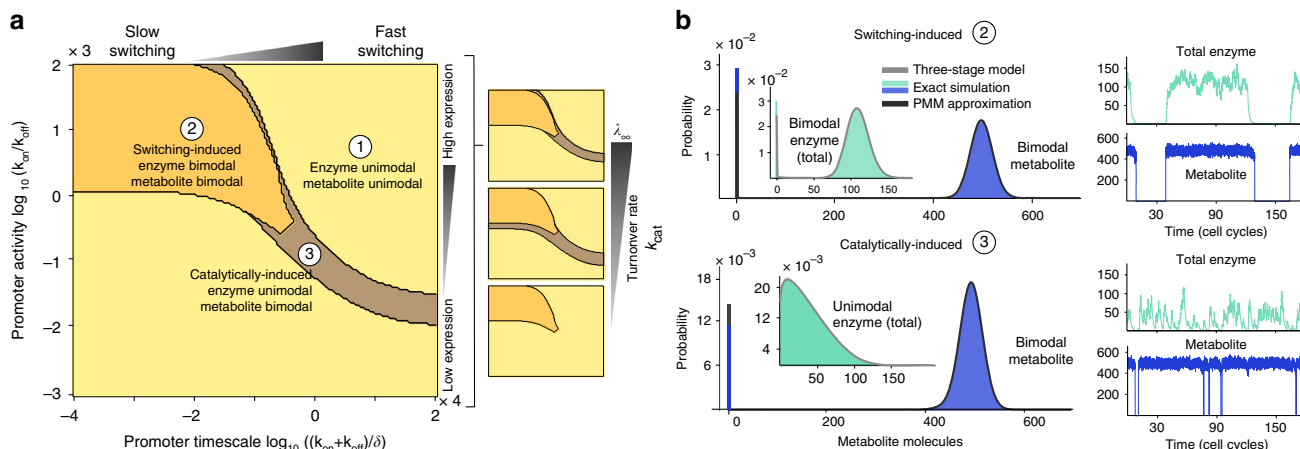 a
Slow switching
Fast switching
× 3
2
1
0
−1
−2
−3
Promoter activity log10 (kon/koff)
2
Switching-induced
enzyme bimodal
metabolite bimodal
1
Enzyme unimodal
metabolite unimodal
3
Catalytically-induced
enzyme unimodal
metabolite bimodal
−4
−2
0
2
Promoter timescale log10 ((kon+koff)/δ)
High expression
Low expression
× 4
λ∞
Turnover rate
kcat
b
Switching-induced 2
× 10−2
3
2
1
Probability
Three-stage model
Exact simulation
PMM approximation
× 10−2
3
2
1
Bimodal
enzyme (total)
0 50 100 150
Bimodal
metabolite
0 200 400 600
Total enzyme
150
100
50
Metabolite
600
400
200
30 90 150
Time (cell cycles)
Catalytically-induced 3
× 10−3
18
12
6
Probability
× 10−3
20
12
4
Unimodal
enzyme (total)
50 100 150
Bimodal
metabolite
0 200 400 600
Metabolite molecules
Total enzyme
150
100
50
Metabolite
600
400
200
30 90 150
Time (cell cycles)